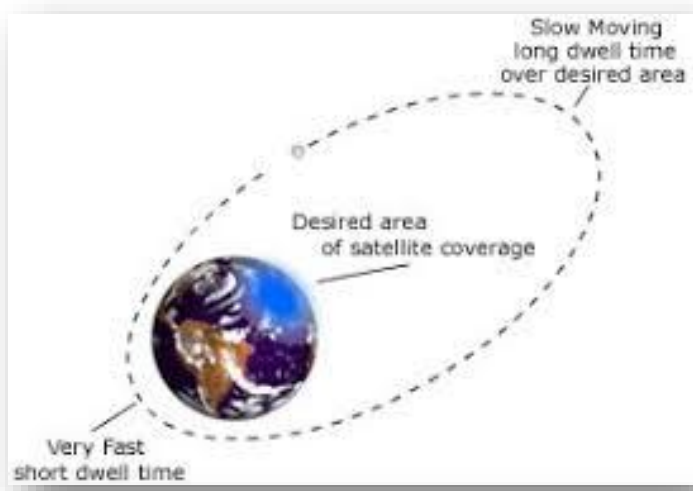 Slow Moving
long dwell time
over desired area
Desired area
of satellite coverage
Very Fast
short dwell time